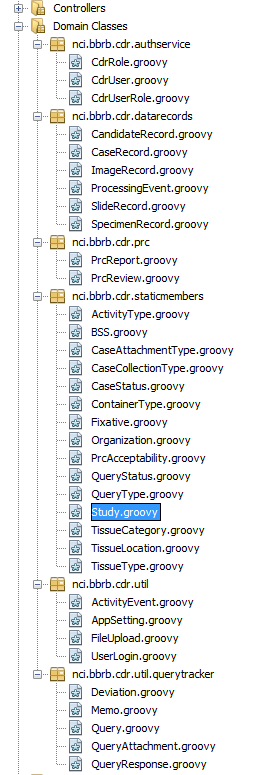 Controllers
Domain Classes
nci.bbrb.cdr.authservice
CdrRole.groovy
CdrUser.groovy
CdrUserRole.groovy
nci.bbrb.cdr.datarecords
CandidateRecord.groovy
CaseRecord.groovy
ImageRecord.groovy
ProcessingEvent.groovy
SlideRecord.groovy
SpecimenRecord.groovy
nci.bbrb.cdr.prc
PrcReport.groovy
PrcReview.groovy
nci.bbrb.cdr.staticmembers
ActivityType.groovy
BSS.groovy
CaseAttachmentType.groovy
CaseCollectionType.groovy
CaseStatus.groovy
ContainerType.groovy
Fixative.groovy
Organization.groovy
PrcAcceptability.groovy
QueryStatus.groovy
QueryType.groovy
Study.groovy
TissueCategory.groovy
TissueLocation.groovy
TissueType.groovy
nci.bbrb.cdr.util
ActivityEvent.groovy
AppSetting.groovy
FileUpload.groovy
UserLogin.groovy
nci.bbrb.cdr.util.querytracker
Deviation.groovy
Memo.groovy
Query.groovy
QueryAttachment.groovy
QueryResponse.groovy